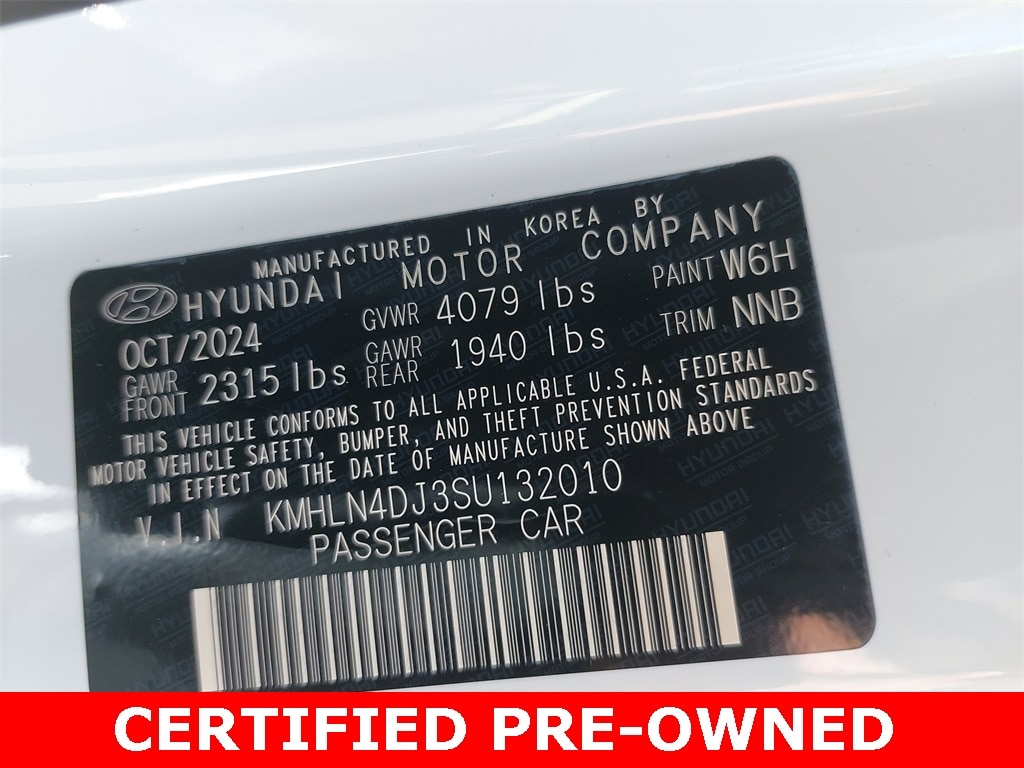 MANUFACTURED IN KOREA BY
HYUNDAI MOTOR COMPANY
OCT/2024 GVWR 4079 lbs PAINT W6H
GAWR FRONT 2315 lbs GAWR REAR 1940 lbs TRIM NNB
THIS VEHICLE CONFORMS TO ALL APPLICABLE U.S.A. FEDERAL
MOTOR VEHICLE SAFETY, BUMPER, AND THEFT PREVENTION STANDARDS
IN EFFECT ON THE DATE OF MANUFACTURE SHOWN ABOVE
V.I.N KMHLN4DJ3SU132010
PASSENGER CAR
CERTIFIED PRE-OWNED